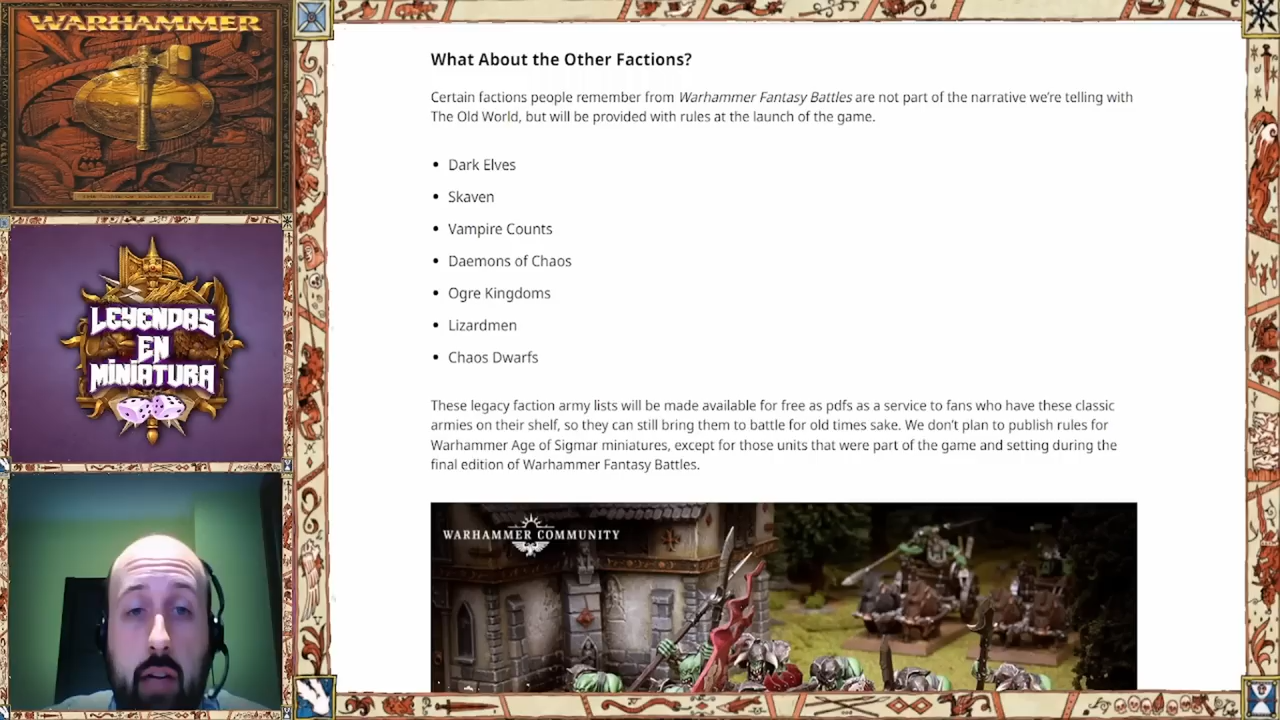 WARHAMMER
LEYENDAS
EN
MINIATURA
What About the Other Factions?
Certain factions people remember from Warhammer Fantasy Battles are not part of the narrative we're telling with
The Old World, but will be provided with rules at the launch of the game.
• Dark Elves
• Skaven
• Vampire Counts
• Daemons of Chaos
• Ogre Kingdoms
• Lizardmen
• Chaos Dwarfs
These legacy faction army lists will be made available for free as pdfs as a service to fans who have these classic
armies on their shelf, so they can still bring them to battle for old times sake. We don't plan to publish rules for
Warhammer Age of Sigmar miniatures, except for those units that were part of the game and setting during the
final edition of Warhammer Fantasy Battles.
WARHAMMER COMMUNITY